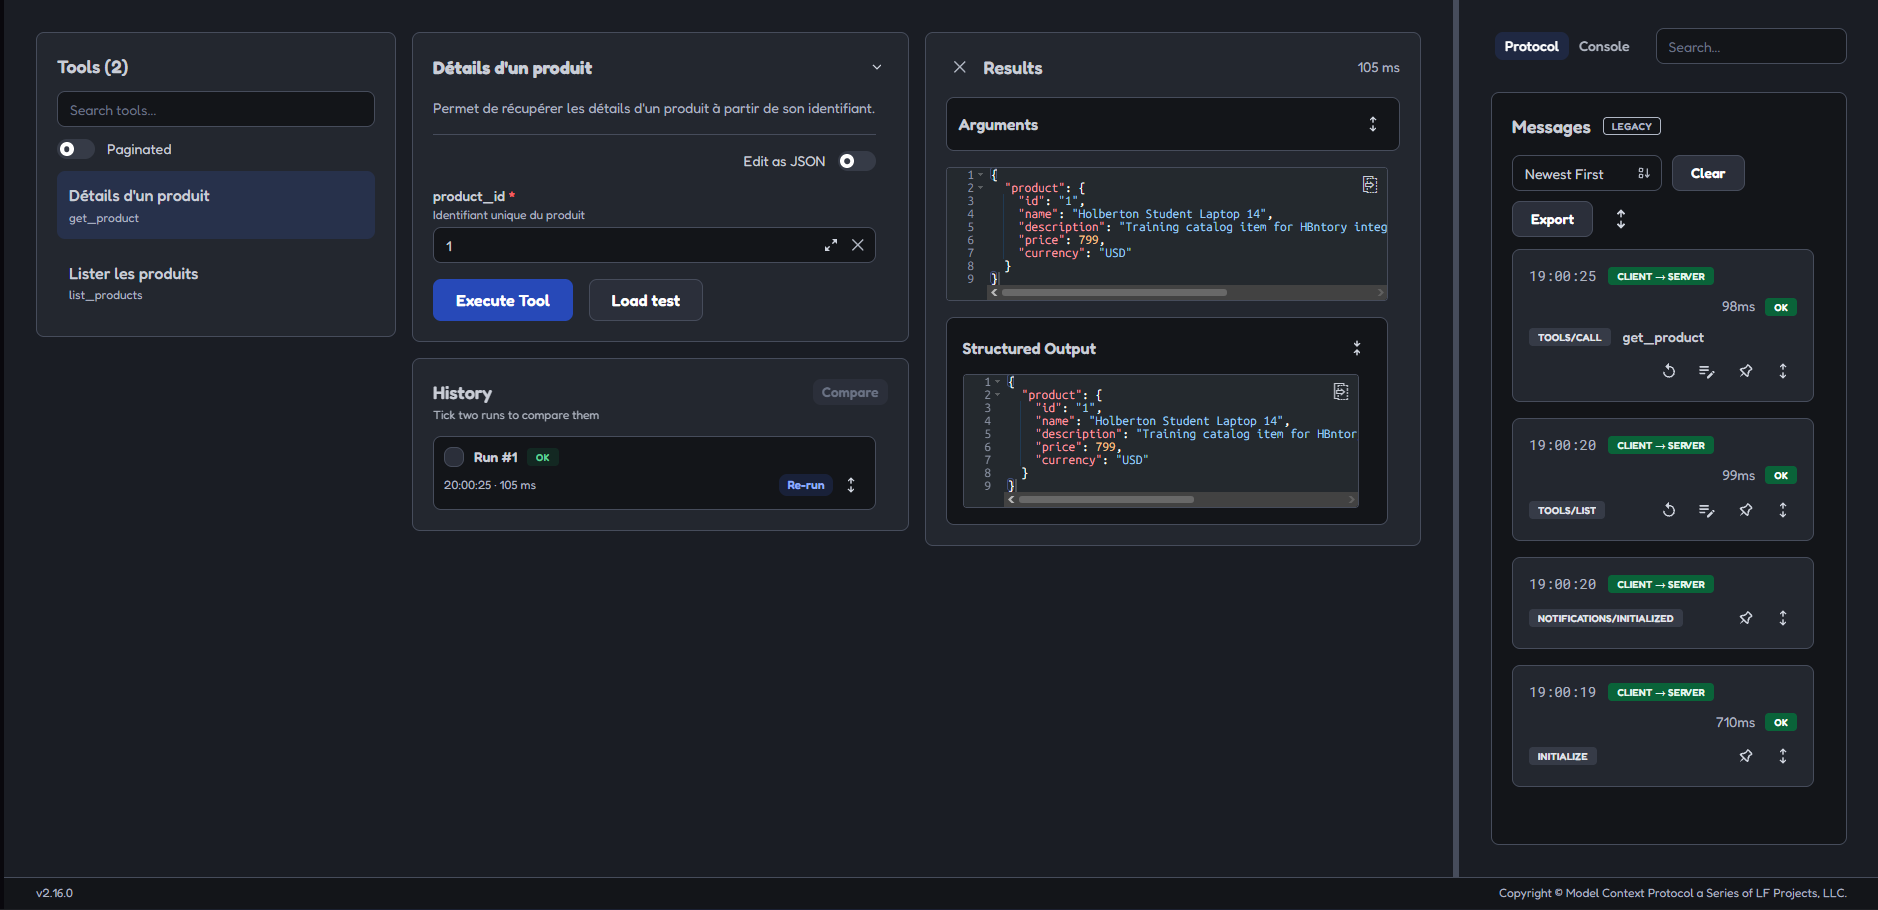 Tools (2)
Search tools...
Paginated
Détails d'un produit
get_product
Lister les produits
list_products
Détails d'un produit
Permet de récupérer les détails d'un produit à partir de son identifiant.
Edit as JSON
product_id *
Identifiant unique du produit
1
Execute Tool
Load test
History
Compare
Tick two runs to compare them
Run #1 OK
20:00:25 · 105 ms
Re-run
Results
105 ms
Arguments
1 {
2 "product": {
3 "id": "1",
4 "name": "Holberton Student Laptop 14",
5 "description": "Training catalog item for HBntory integ
6 "price": 799,
7 "currency": "USD"
8 }
9 }
Structured Output
1 {
2 "product": {
3 "id": "1",
4 "name": "Holberton Student Laptop 14",
5 "description": "Training catalog item for HBntor
6 "price": 799,
7 "currency": "USD"
8 }
9 }
Protocol
Console
Search...
Messages
LEGACY
Newest First
Clear
Export
19:00:25 CLIENT → SERVER
98ms OK
TOOLS/CALL get_product
19:00:20 CLIENT → SERVER
99ms OK
TOOLS/LIST
19:00:20 CLIENT → SERVER
NOTIFICATIONS/INITIALIZED
19:00:19 CLIENT → SERVER
710ms OK
INITIALIZE
v2.16.0
Copyright © Model Context Protocol a Series of LF Projects, LLC.